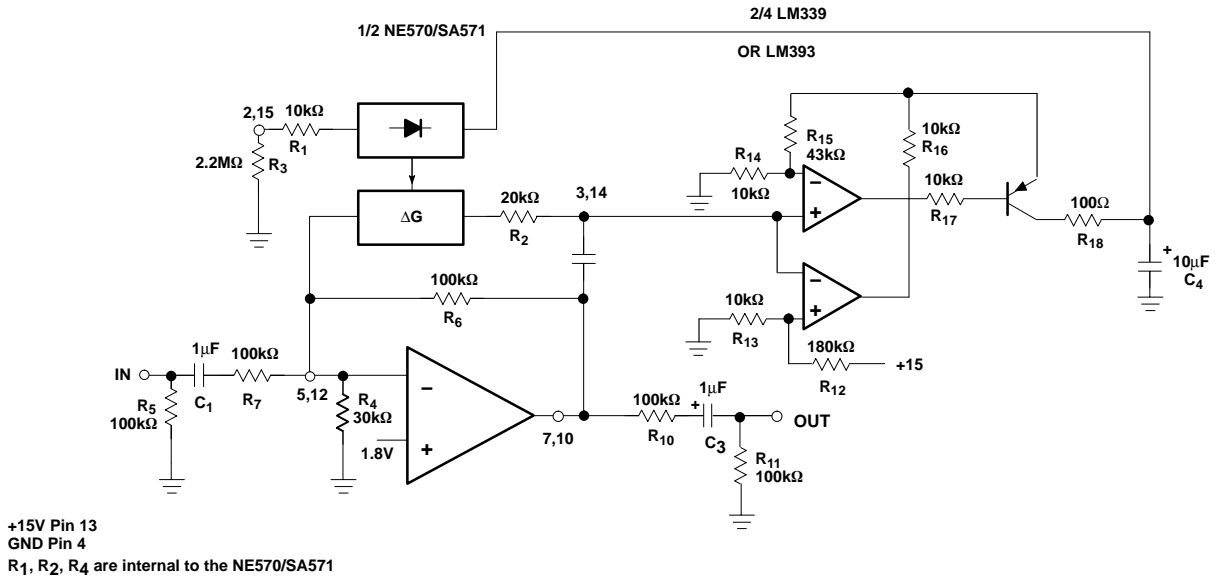 2/4 LM339
1/2 NE570/SA571
OR LM393
2,15
10kΩ
R1
2.2MΩ
R3
ΔG
20kΩ
R2
3,14
R15
43kΩ
R14
10kΩ
10kΩ
R16
10kΩ
R17
100Ω
R18
+
10µF
C4
−
+
−
+
10kΩ
R13
180kΩ
R12
+15
100kΩ
R6
IN
1µF
C1
100kΩ
R7
R5
100kΩ
5,12
R4
30kΩ
1.8V
−
+
7,10
100kΩ
R10
1µF
+
C3
OUT
R11
100kΩ
+15V Pin 13
GND Pin 4
R1, R2, R4 are internal to the NE570/SA571